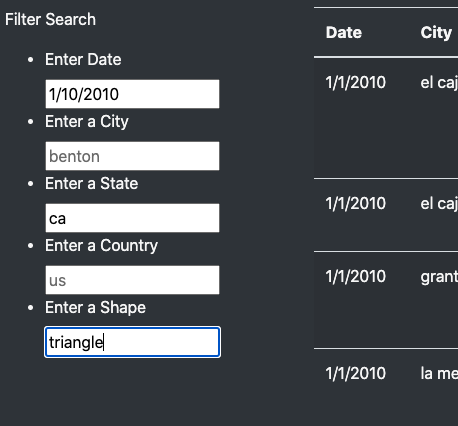 Filter Search
Enter Date
1/10/2010
Enter a City
benton
Enter a State
ca
Enter a Country
us
Enter a Shape
triangle
Date City
1/1/2010 el caj
1/1/2010 el caj
1/1/2010 grant
1/1/2010 la me